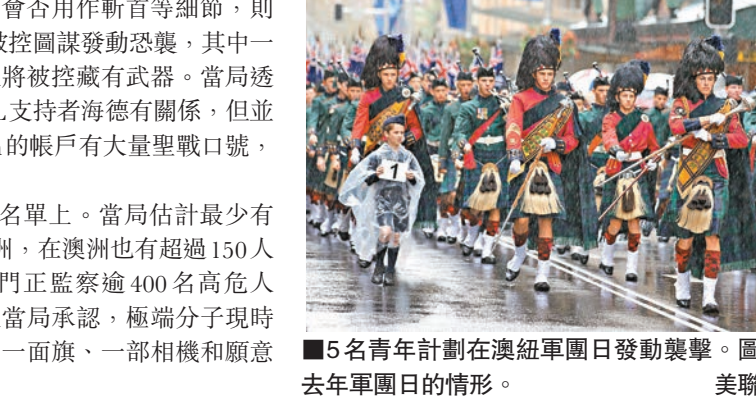 會否用作斬首等細節，則
被控圖謀發動恐襲，其中一
將被控藏有武器。當局透
支持者海德有關係，但並
的帳戶有大量聖戰口號，
名單上。當局估計最少有
洲，在澳洲也有超過150人
門正監察逾400名高危人
當局承認，極端分子現時
一面旗、一部相機和願意
1
■5名青年計劃在澳紐軍團日發動襲擊。圖
去年軍團日的情形。 美聯